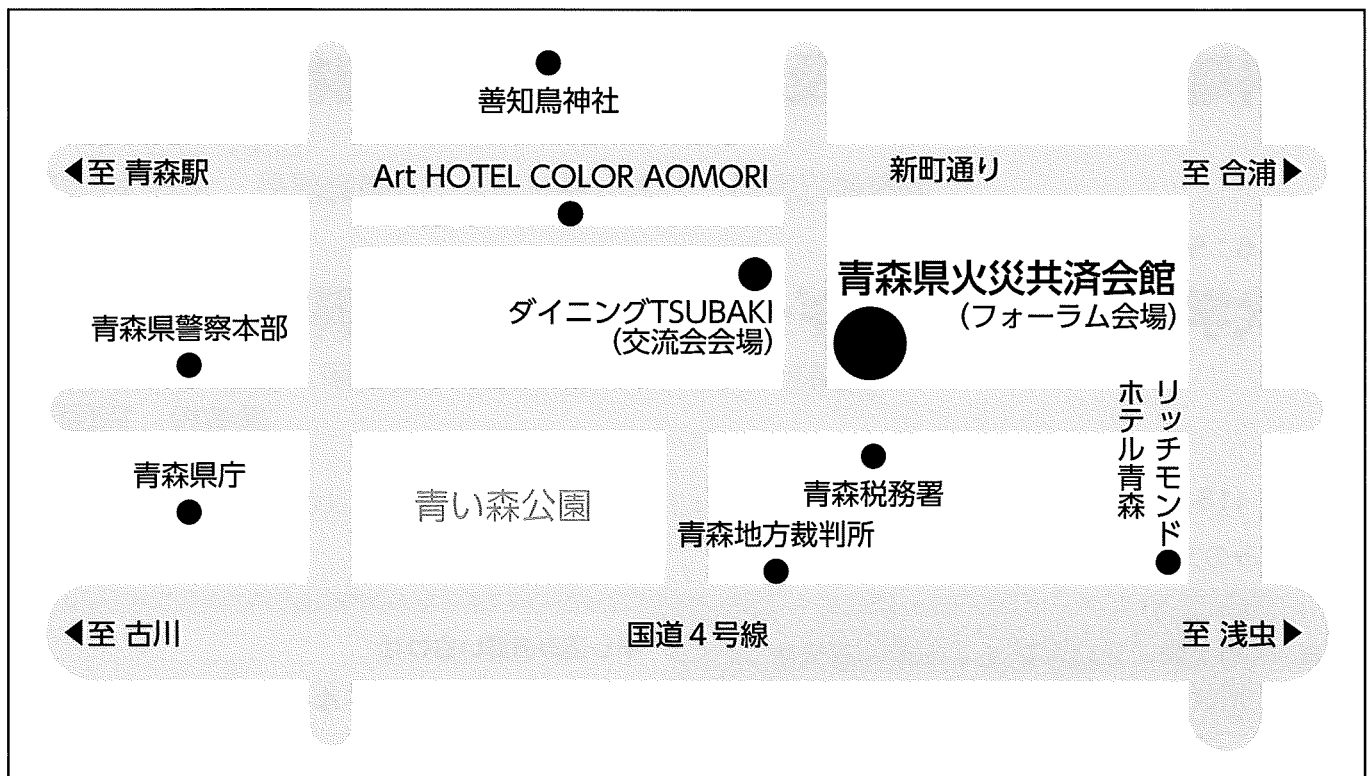 善知鳥神社
◀至 青森駅
Art HOTEL COLOR AOMORI
新町通り
至 合浦▶
青森県火災共済会館
(フォーラム会場)
ダイニングTSUBAKI
(交流会会場)
青森県警察本部
リッチモンド
ホテル青森
青森県庁
青い森公園
青森税務署
青森地方裁判所
◀至 古川
国道4号線
至 浅虫▶